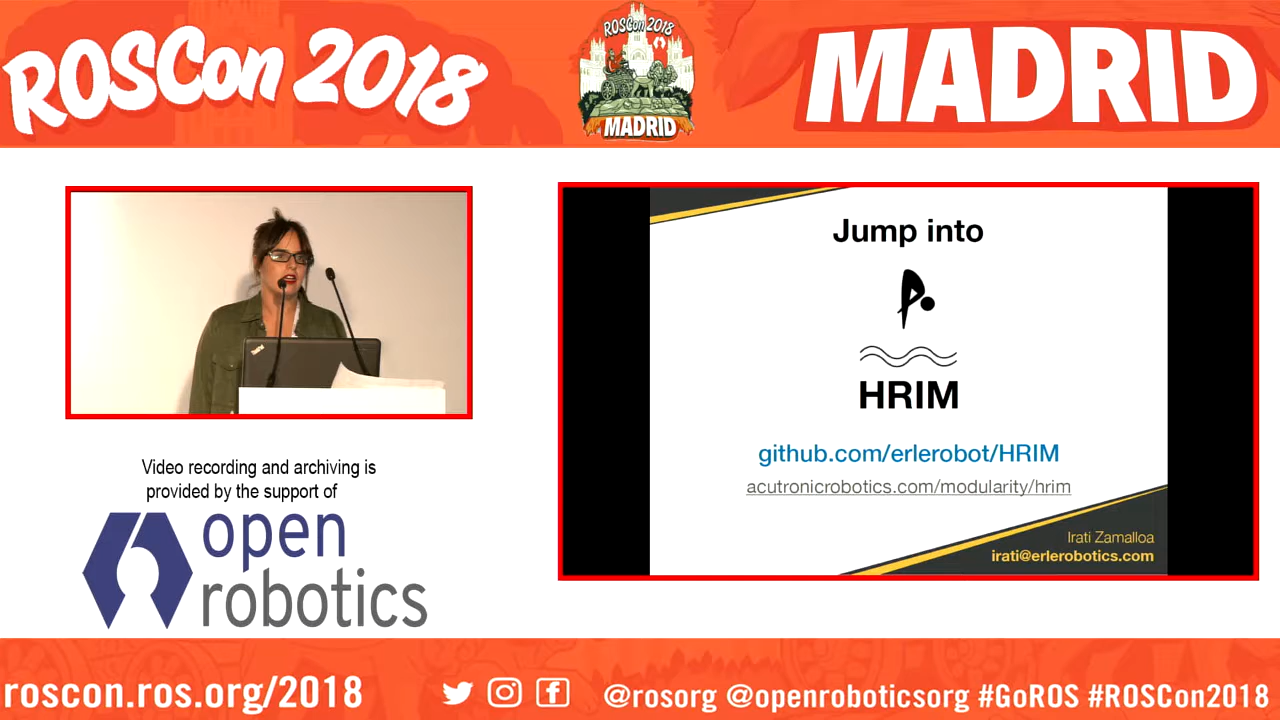 ROSCon 2018
ROSCon 2018
MADRID
MADRID
Jump into
HRIM
github.com/erlerobot/HRIM
acutronicrobotics.com/modularity/hrim
Irati Zamalloa
irati@erlerobotics.com
Video recording and archiving is
provided by the support of
open
robotics
roscon.ros.org/2018
@rosorg @openroboticsorg #GoROS #ROSCon2018